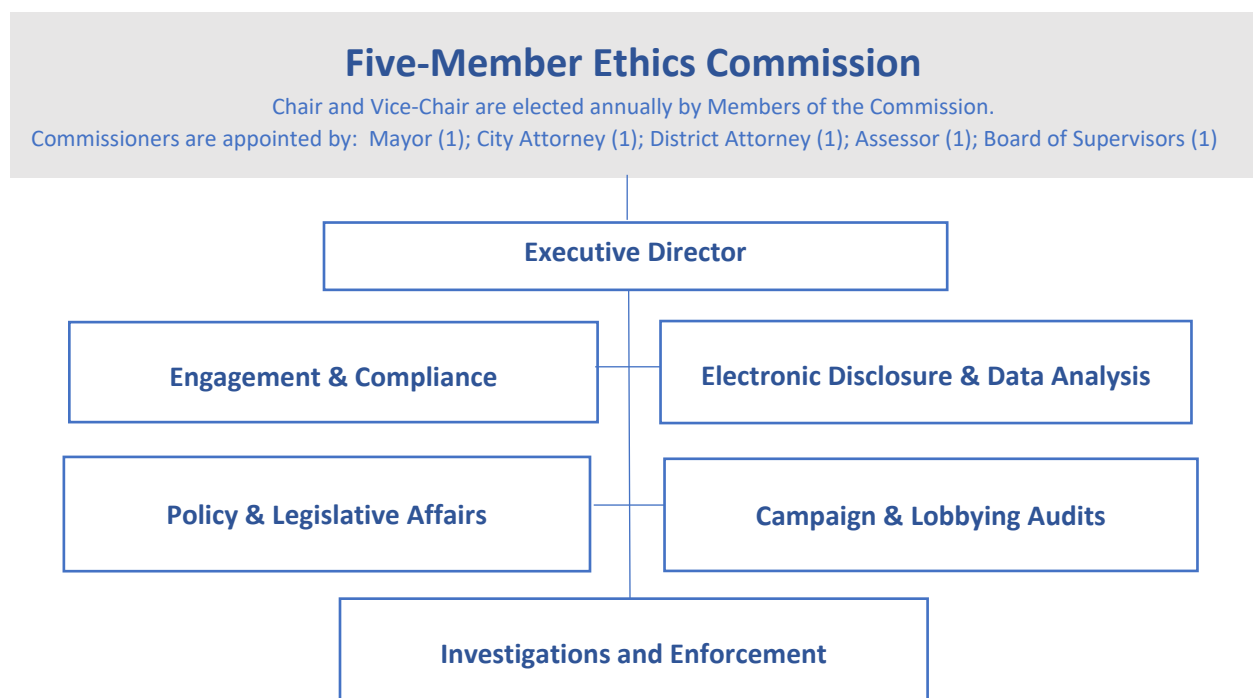 Five-Member Ethics Commission
Chair and Vice-Chair are elected annually by Members of the Commission.
Commissioners are appointed by:  Mayor (1); City Attorney (1); District Attorney (1); Assessor (1); Board of Supervisors (1)
Executive Director
Engagement & Compliance
Electronic Disclosure & Data Analysis
Policy & Legislative Affairs
Campaign & Lobbying Audits
Investigations and Enforcement